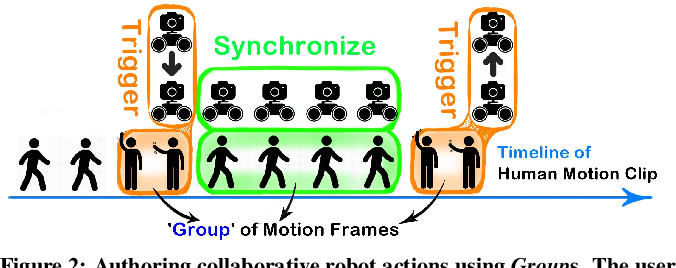 Trigger
Synchronize
Trigger
Timeline of
Human Motion Clip
'Group' of Motion Frames
Figure 2: Authoring collaborative robot actions using Groups. The user